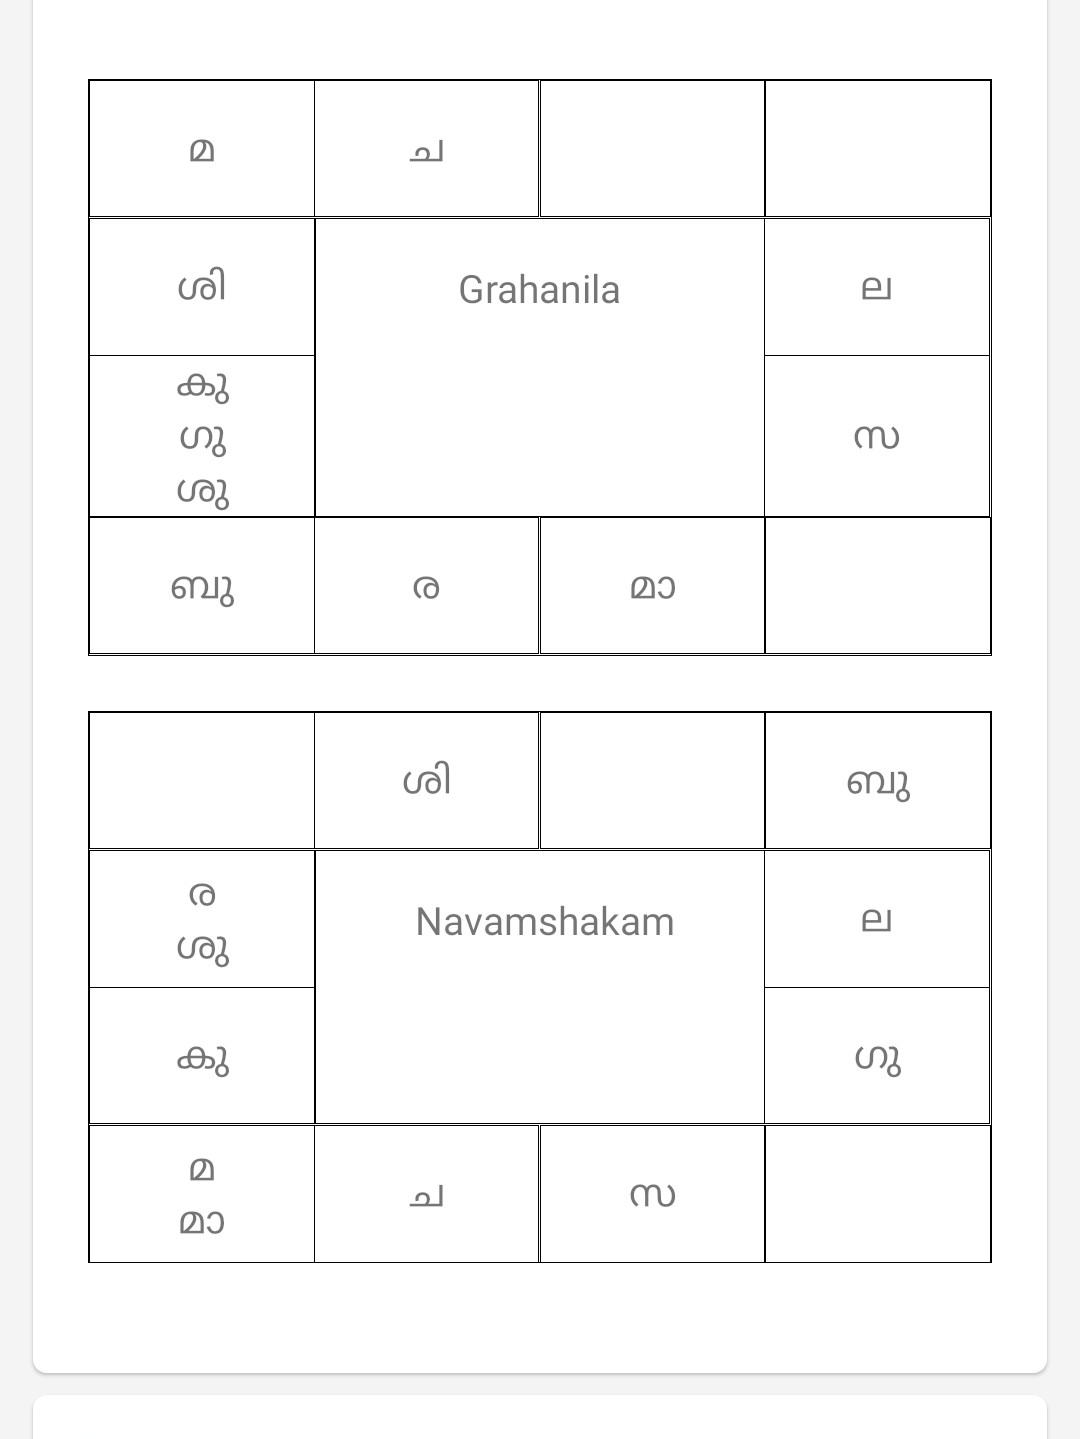 മ ച
ശി Grahanila ല
കു
ഗു സ
ശു
ബു ര മാ
ശി ബു
ര
ശു Navamshakam ല
കു ഗു
മ
മാ ച സ